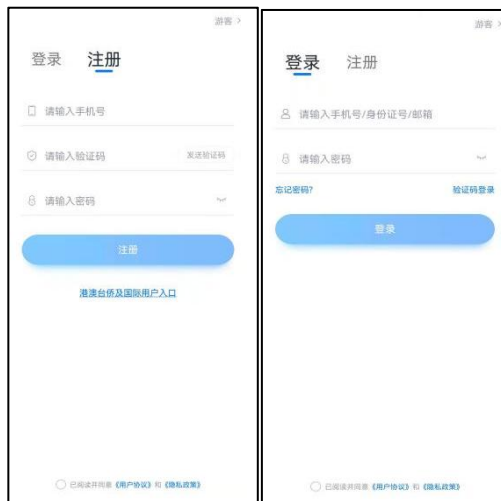 游客 >
登录 注册
请输入手机号
请输入验证码 发送验证码
请输入密码
注册
港澳台侨及国际用户入口
已阅读并同意《用户协议》和《隐私政策》
游客 >
登录 注册
请输入手机号/身份证号/邮箱
请输入密码
忘记密码? 验证码登录
登录
已阅读并同意《用户协议》和《隐私政策》